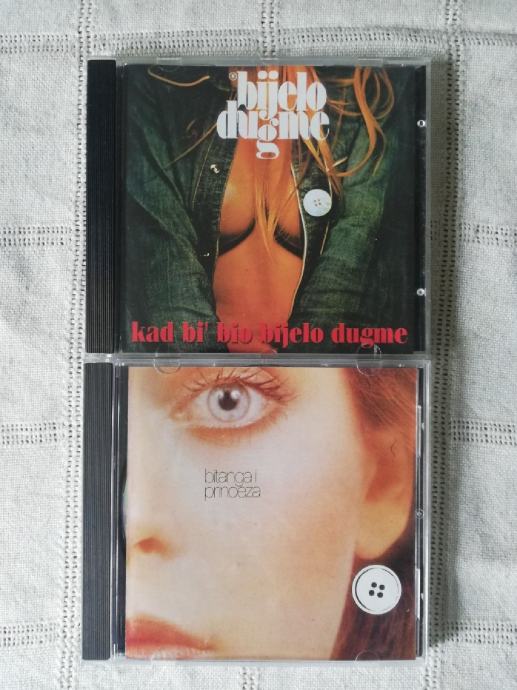 bijelo
dugme
kad bi' bio bijelo dugme
bitanga i
princeza